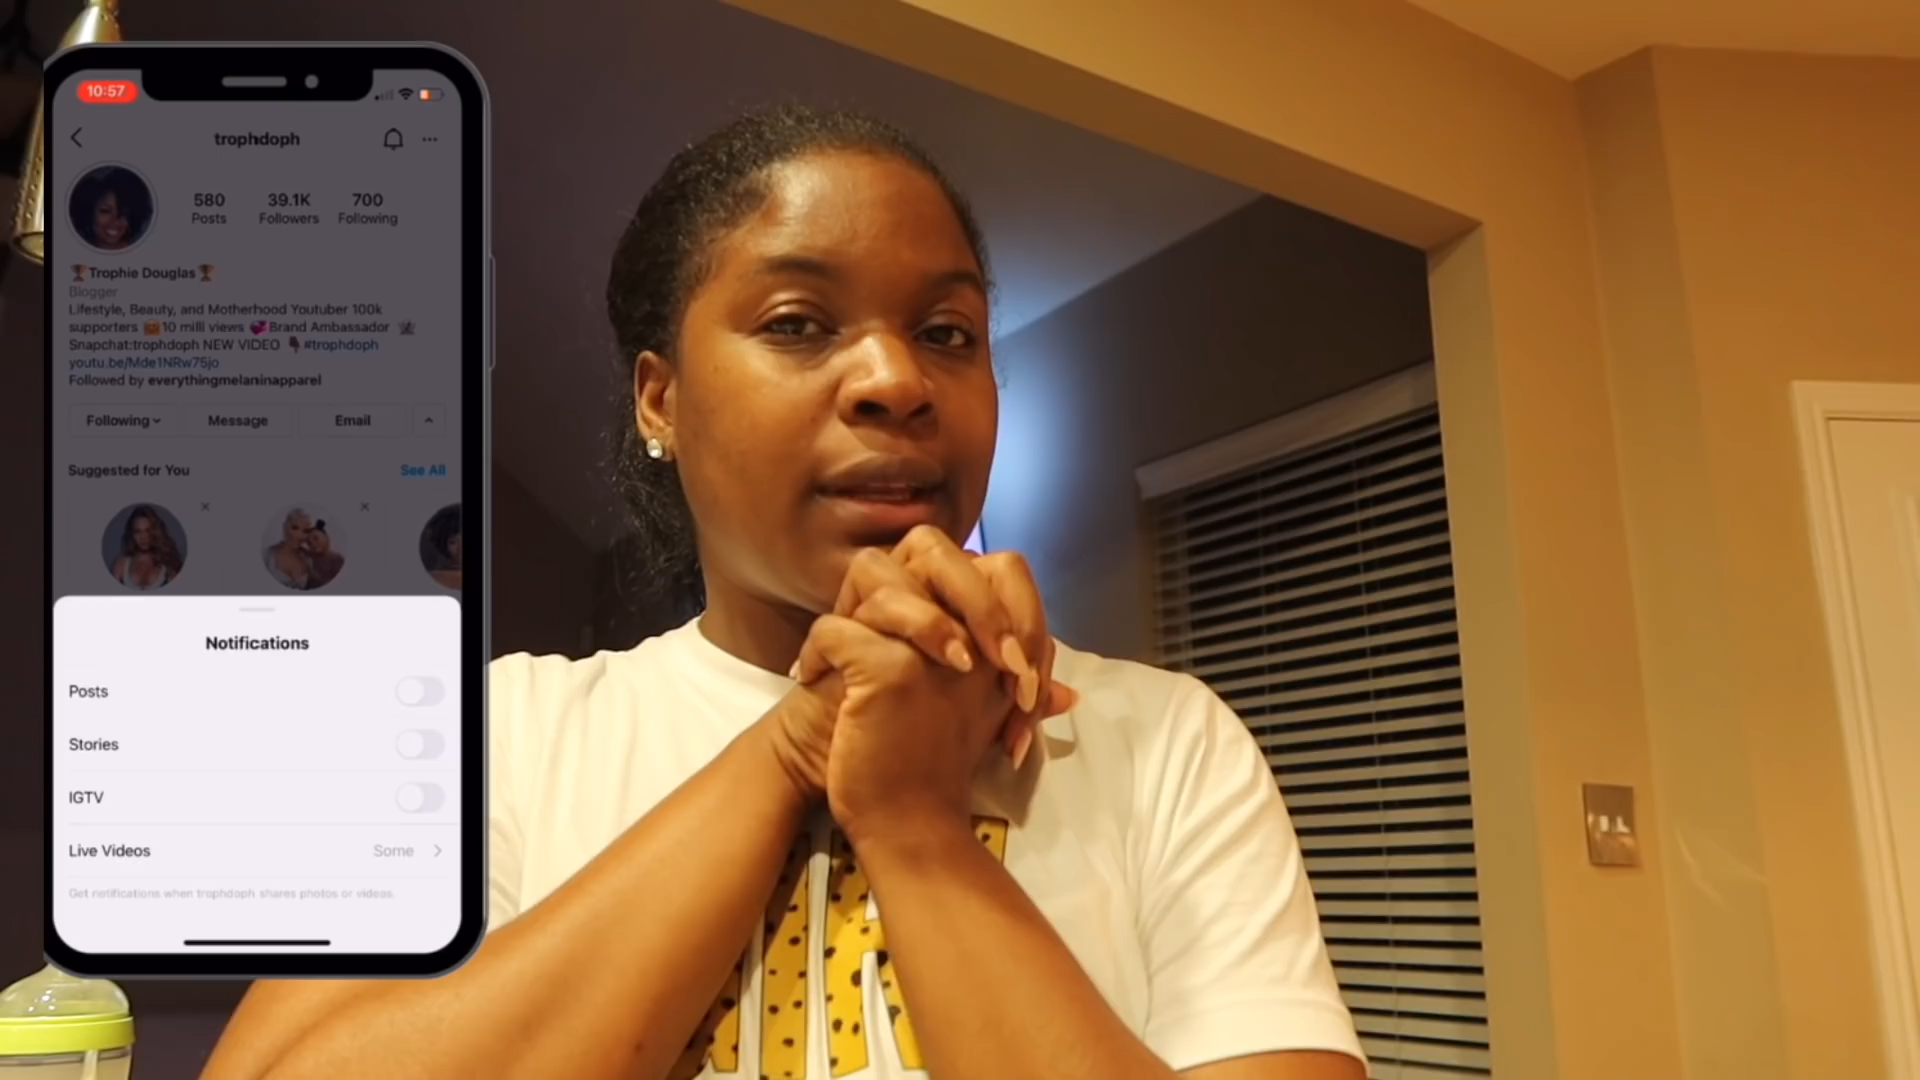 10:57
trophdoph
580 39.1K 700
Posts Followers Following
🏆Trophie Douglas🏆
Blogger
Lifestyle, Beauty, and Motherhood Youtuber 100k
supporters 10 milli views 💞Brand Ambassador
Snapchat:trophdoph NEW VIDEO 👇🏿#trophdoph
youtu.be/Mde1NRw75jo
Followed by everythingmelaninapparel
Following Message Email
Suggested for You See All
Notifications
Posts
Stories
IGTV
Live Videos Some
Get notifications when trophdoph shares photos or videos.